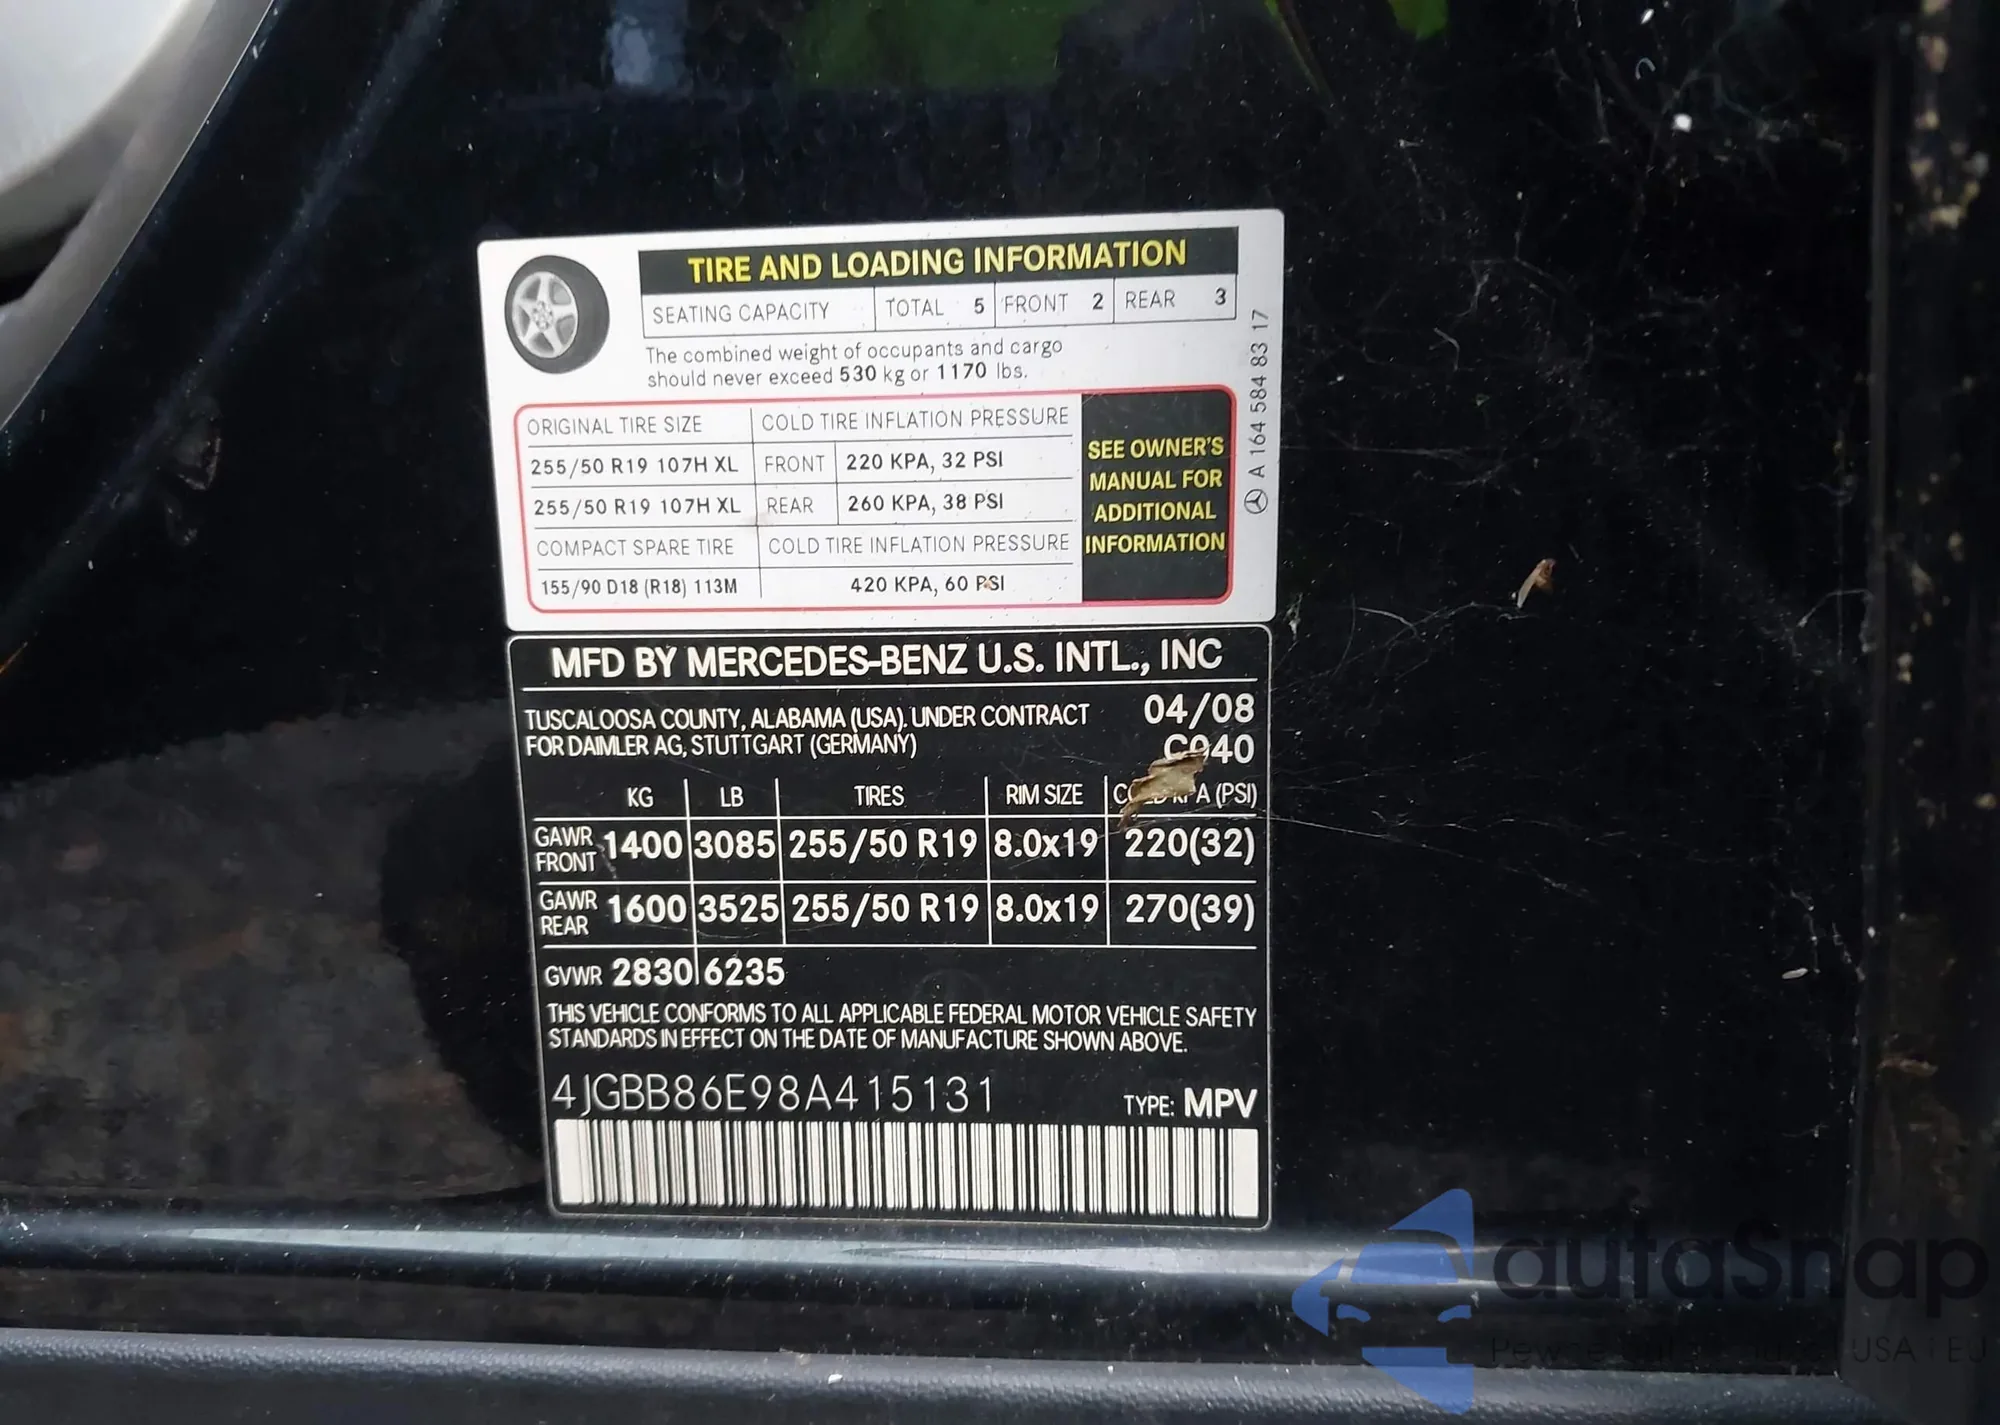 TIRE AND LOADING INFORMATION
SEATING CAPACITY TOTAL 5 FRONT 2 REAR 3
The combined weight of occupants and cargo
should never exceed 530 kg or 1170 lbs.
ORIGINAL TIRE SIZE COLD TIRE INFLATION PRESSURE
255/50 R19 107H XL FRONT 220 KPA, 32 PSI
255/50 R19 107H XL REAR 260 KPA, 38 PSI
COMPACT SPARE TIRE COLD TIRE INFLATION PRESSURE
155/90 D18 (R18) 113M 420 KPA, 60 PSI
SEE OWNER'S
MANUAL FOR
ADDITIONAL
INFORMATION
A 164 584 83 17
MFD BY MERCEDES-BENZ U.S. INTL., INC
TUSCALOOSA COUNTY, ALABAMA (USA), UNDER CONTRACT 04/08
FOR DAIMLER AG, STUTTGART (GERMANY) C940
KG LB TIRES RIM SIZE COLD KPA (PSI)
GAWR FRONT 1400 3085 255/50 R19 8.0x19 220(32)
GAWR REAR 1600 3525 255/50 R19 8.0x19 270(39)
GVWR 2830 6235
THIS VEHICLE CONFORMS TO ALL APPLICABLE FEDERAL MOTOR VEHICLE SAFETY
STANDARDS IN EFFECT ON THE DATE OF MANUFACTURE SHOWN ABOVE.
4JGBB86E98A415131 TYPE: MPV
autaSnap
USA i EU